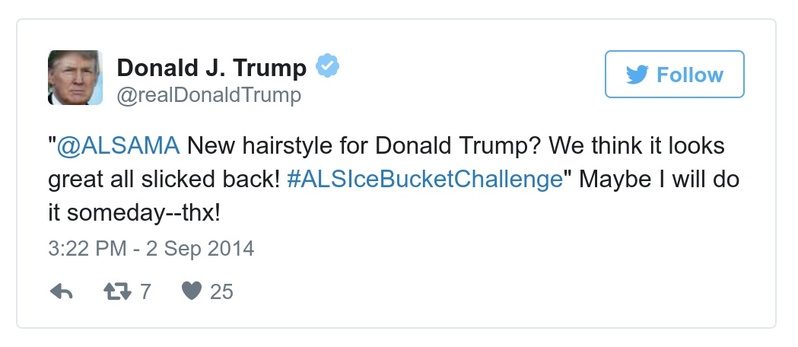 Donald J. Trump
@realDonaldTrump
Follow
"@ALSAMA New hairstyle for Donald Trump? We think it looks
great all slicked back! #ALSIceBucketChallenge" Maybe I will do
it someday--thx!
3:22 PM - 2 Sep 2014
7 25